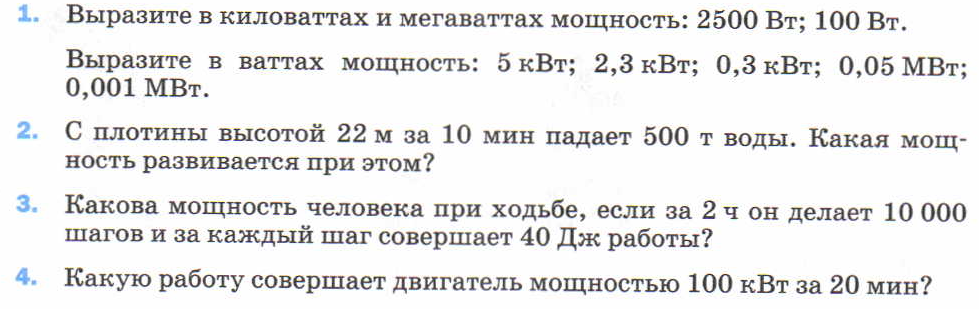 1. Выразите в киловаттах и мегаваттах мощность: 2500 Вт; 100 Вт.
Выразите в ваттах мощность: 5 кВт; 2,3 кВт; 0,3 кВт; 0,05 МВт;
0,001 МВт.
2. С плотины высотой 22 м за 10 мин падает 500 т воды. Какая мощ-
ность развивается при этом?
3. Какова мощность человека при ходьбе, если за 2 ч он делает 10 000
шагов и за каждый шаг совершает 40 Дж работы?
4. Какую работу совершает двигатель мощностью 100 кВт за 20 мин?